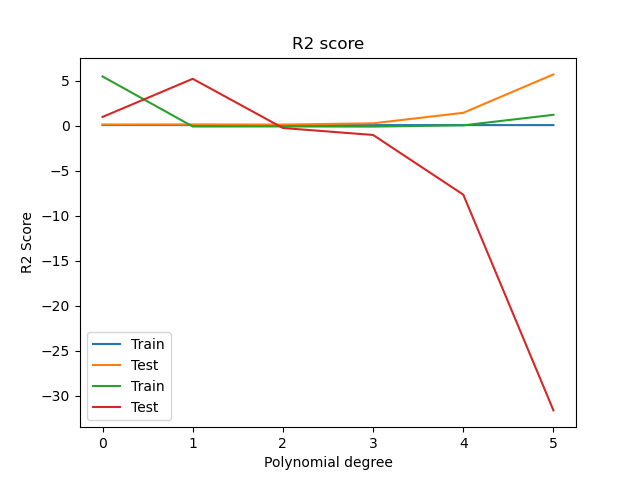 R2 score
R2 Score
5
0
−5
−10
−15
−20
−25
−30
Train
Test
Train
Test
0 1 2 3 4 5
Polynomial degree